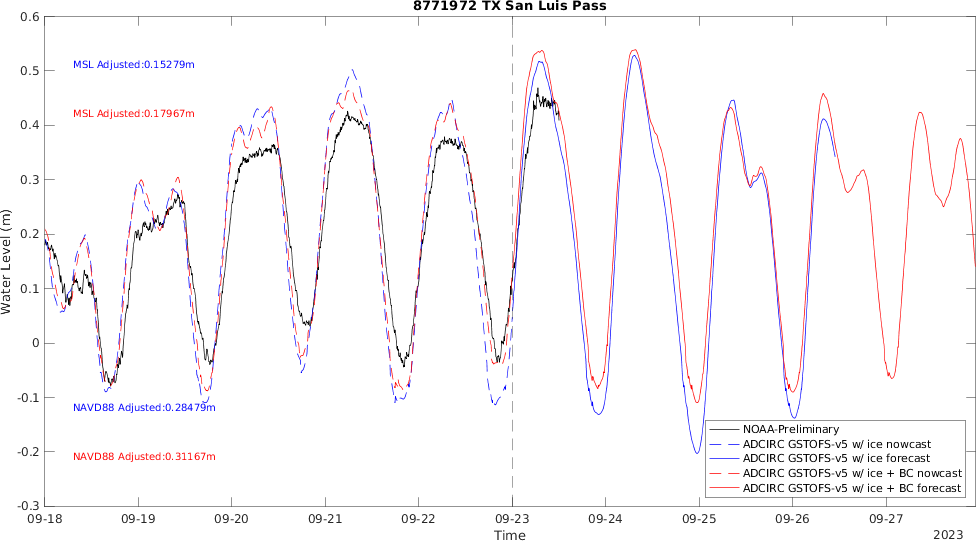 8771972 TX San Luis Pass
0.6
0.5
0.4
0.3
0.2
0.1
0
-0.1
-0.2
-0.3
Water Level (m)
MSL Adjusted:0.15279m
MSL Adjusted:0.17967m
NAVD88 Adjusted:0.28479m
NAVD88 Adjusted:0.31167m
NOAA-Preliminary
ADCIRC GSTOFS-v5 w/ ice nowcast
ADCIRC GSTOFS-v5 w/ ice forecast
ADCIRC GSTOFS-v5 w/ ice + BC nowcast
ADCIRC GSTOFS-v5 w/ ice + BC forecast
09-18 09-19 09-20 09-21 09-22 09-23 09-24 09-25 09-26 09-27
Time
2023